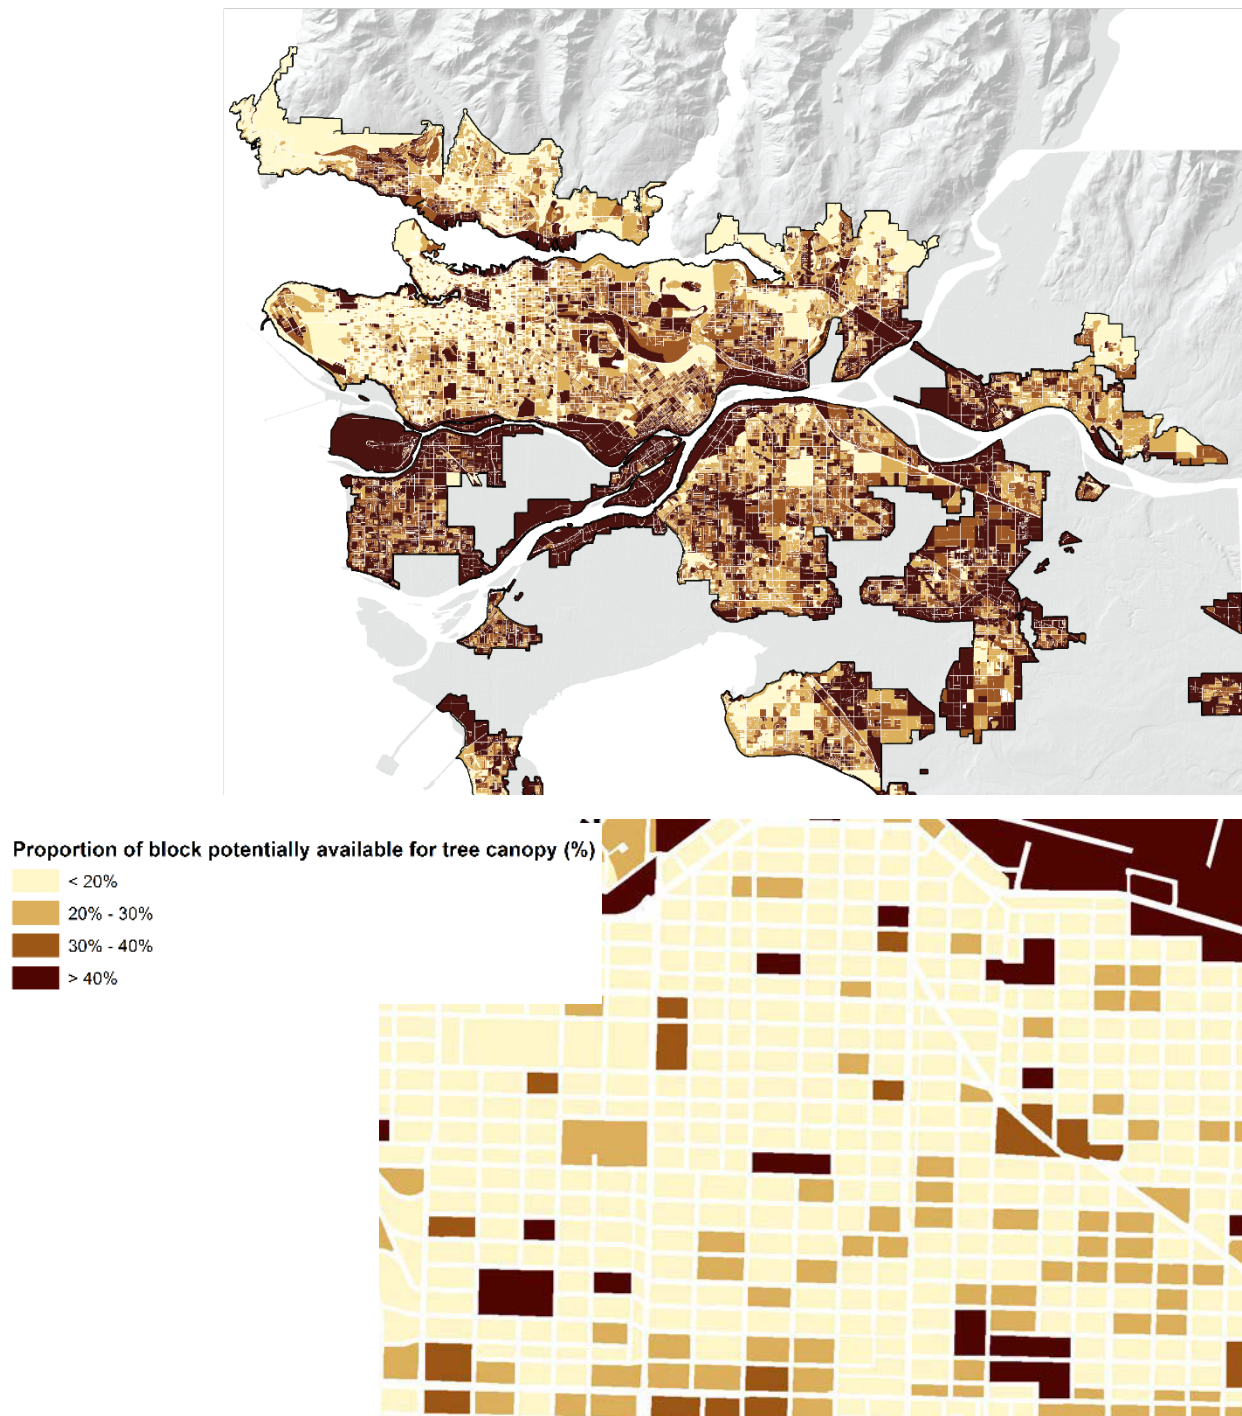 Proportion of block potentially available for tree canopy (%)
< 20%
20% - 30%
30% - 40%
> 40%